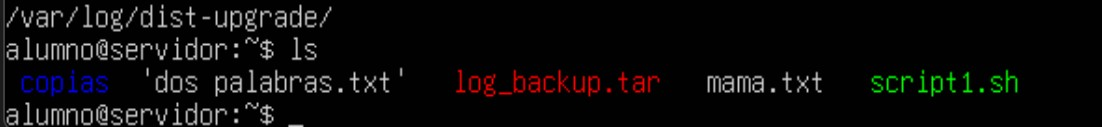 /var/log/dist-upgrade/
alumno@servidor:~$ ls
copias 'dos palabras.txt' log_backup.tar mama.txt script1.sh
alumno@servidor:~$ _